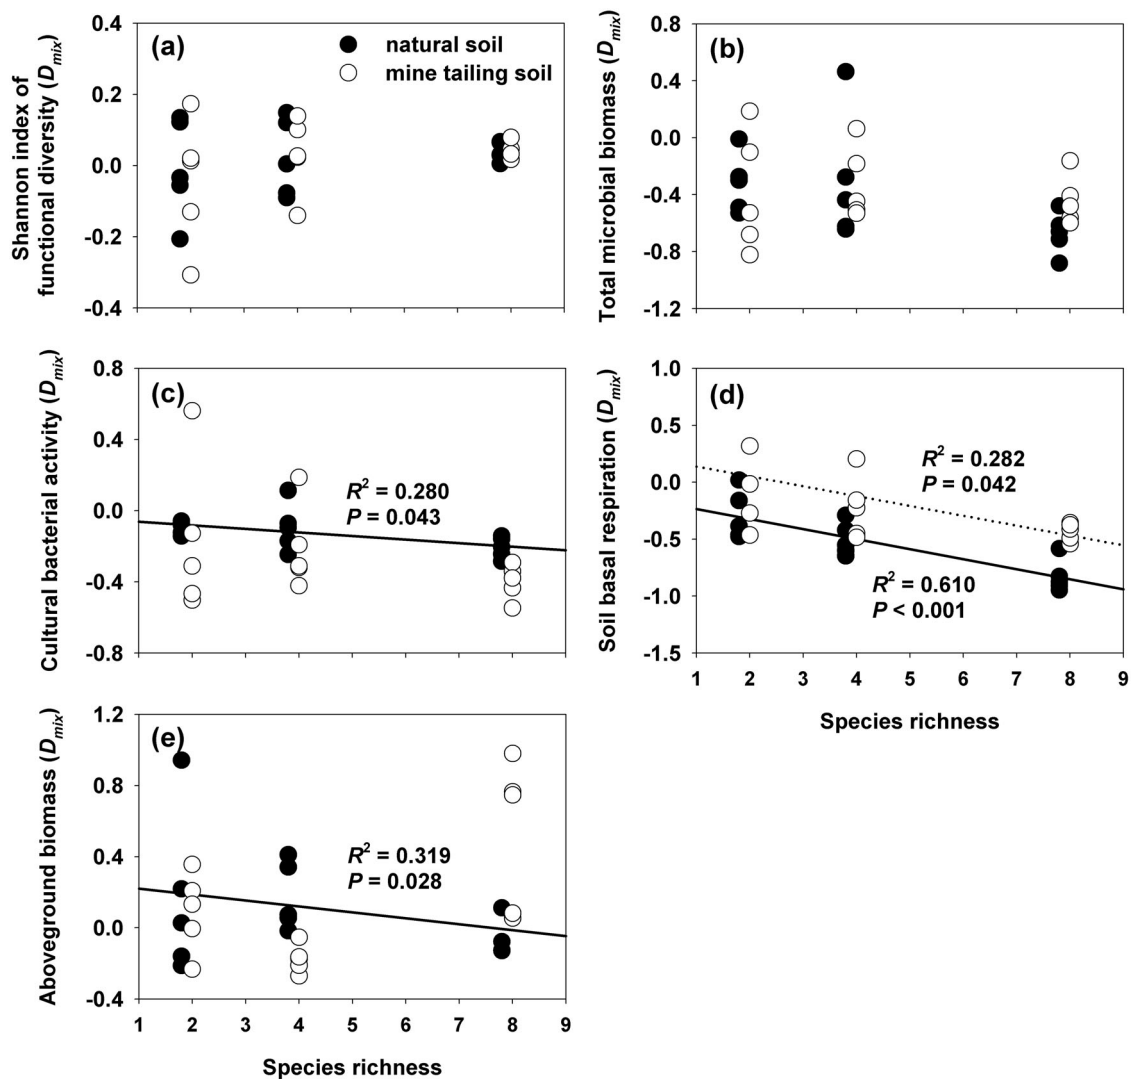 (a)
natural soil
mine tailing soil
Shannon index of
functional diversity (D_mix)
0.4
0.2
0.0
-0.2
-0.4
(b)
Total microbial biomass (D_mix)
0.8
0.4
0.0
-0.4
-0.8
-1.2
(c)
Cultural bacterial activity (D_mix)
0.8
0.4
0.0
-0.4
-0.8
R² = 0.280
P = 0.043
(d)
Soil basal respiration (D_mix)
1.0
0.5
0.0
-0.5
-1.0
-1.5
R² = 0.282
P = 0.042
R² = 0.610
P < 0.001
1 2 3 4 5 6 7 8 9
Species richness
(e)
Aboveground biomass (D_mix)
1.2
0.8
0.4
0.0
-0.4
R² = 0.319
P = 0.028
1 2 3 4 5 6 7 8 9
Species richness